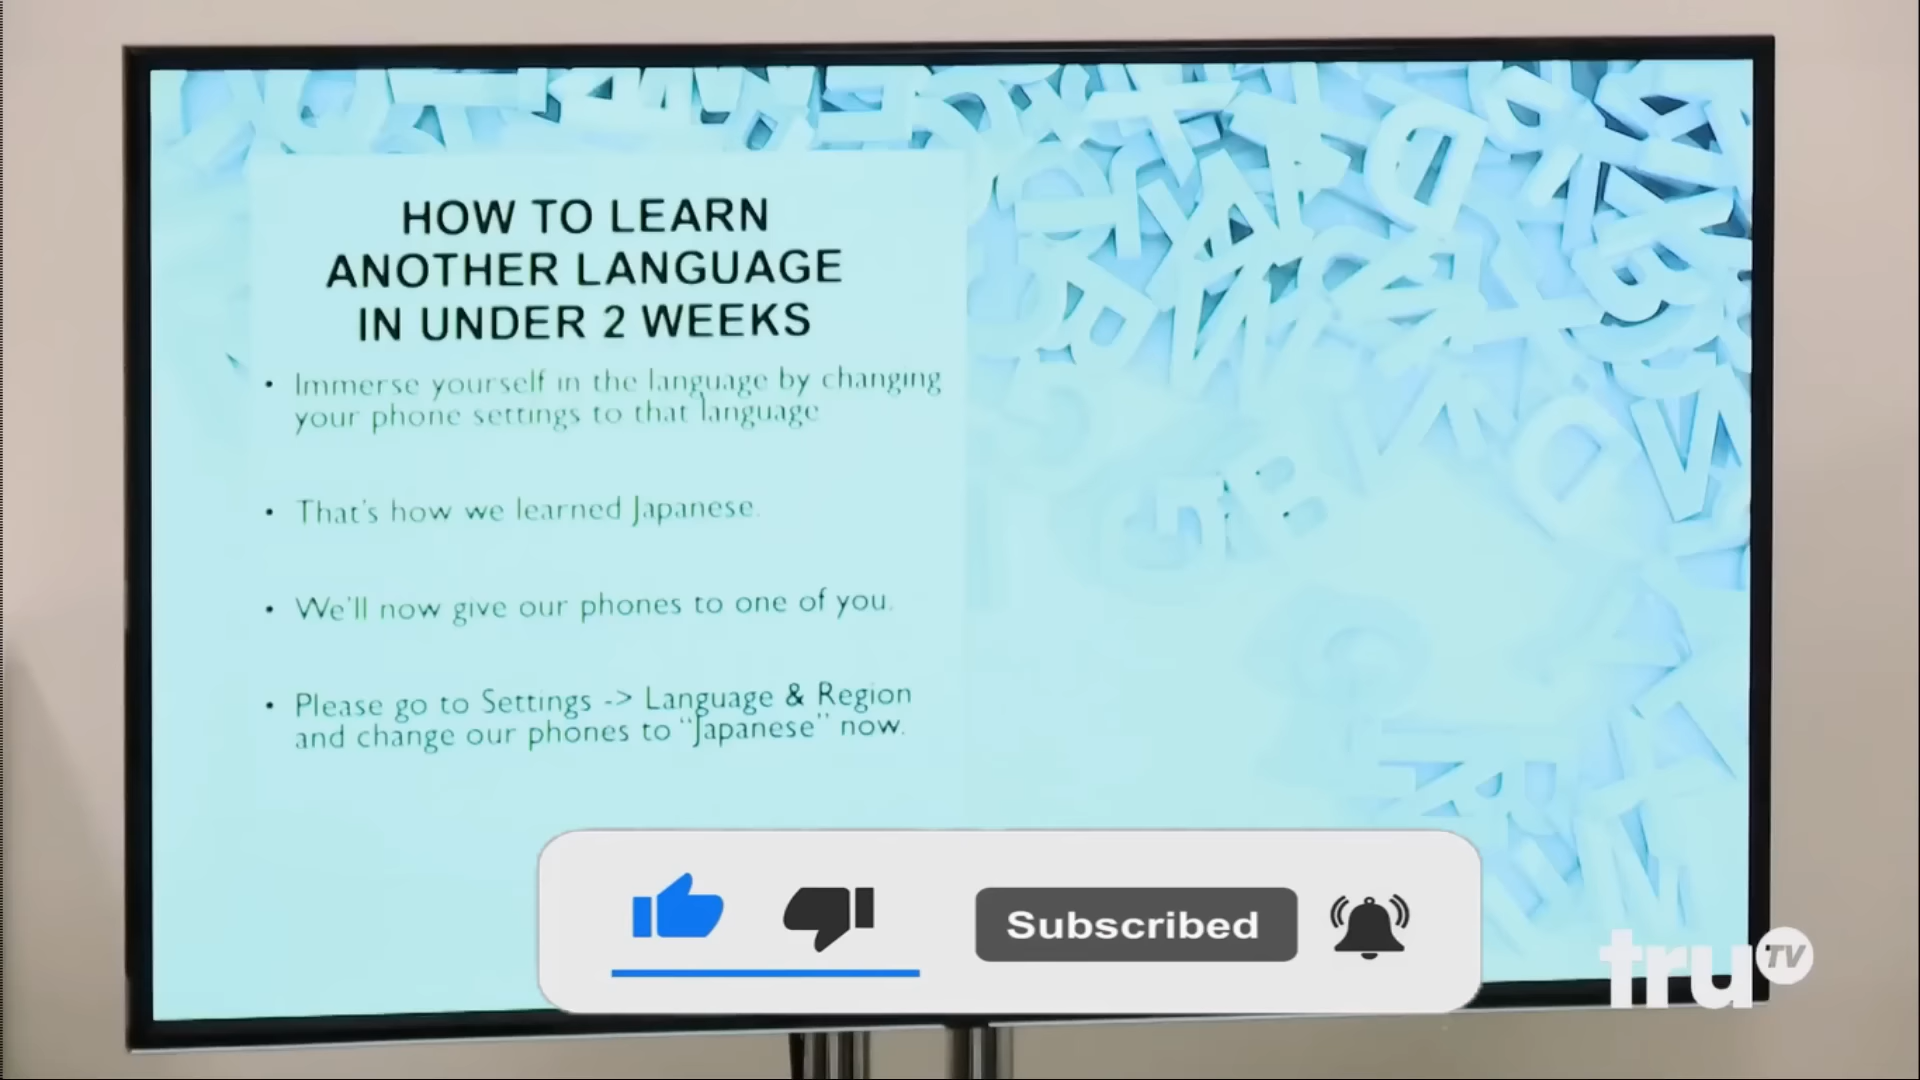 HOW TO LEARN
ANOTHER LANGUAGE
IN UNDER 2 WEEKS
• Immerse yourself in the language by changing
your phone settings to that language
• That's how we learned Japanese.
• We'll now give our phones to one of you.
• Please go to Settings -> Language & Region
and change our phones to "Japanese" now.
Subscribed
tru TV